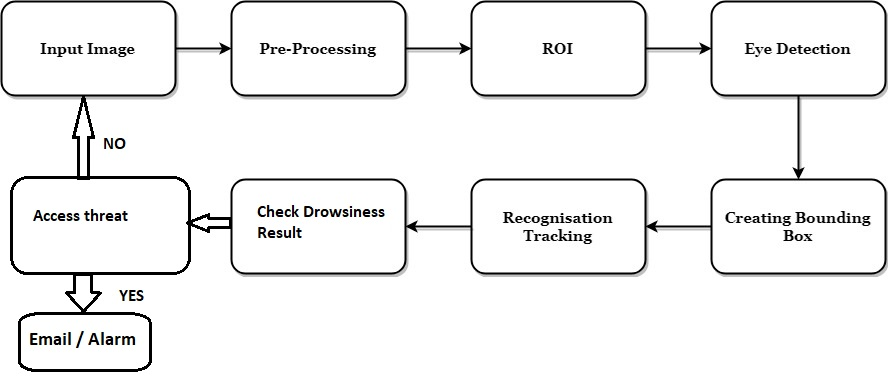 Input Image
Pre-Processing
ROI
Eye Detection
NO
Access threat
Check Drowsiness
Result
Recognisation
Tracking
Creating Bounding
Box
YES
Email / Alarm